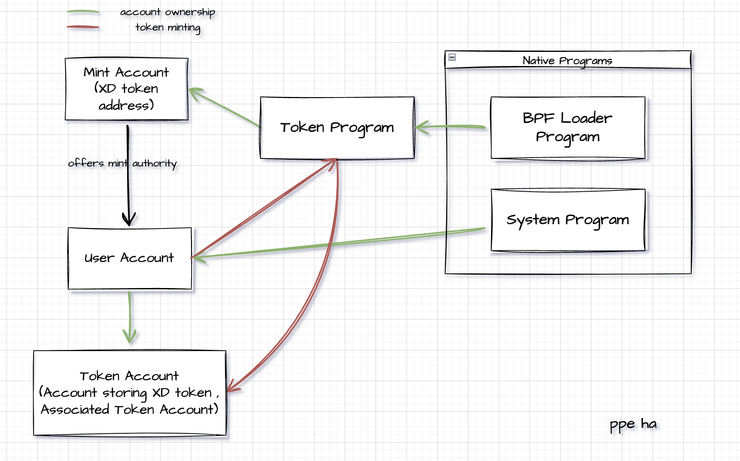 account ownership
token minting
Mint Account
(XD token
address)
Native Programs
Token Program
BPF Loader
Program
offers mint authority
System Program
User Account
Token Account
(Account storing XD token ,
Associated Token Account)
ppe ha